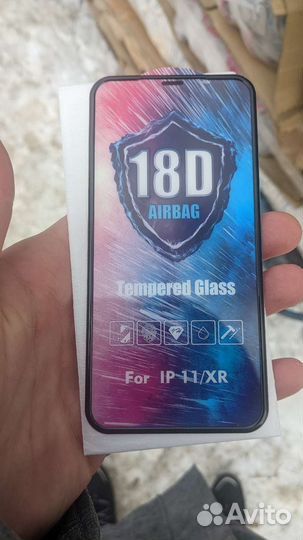 18D
AIRBAG
Tempered Glass
For IP 11/XR
Avito